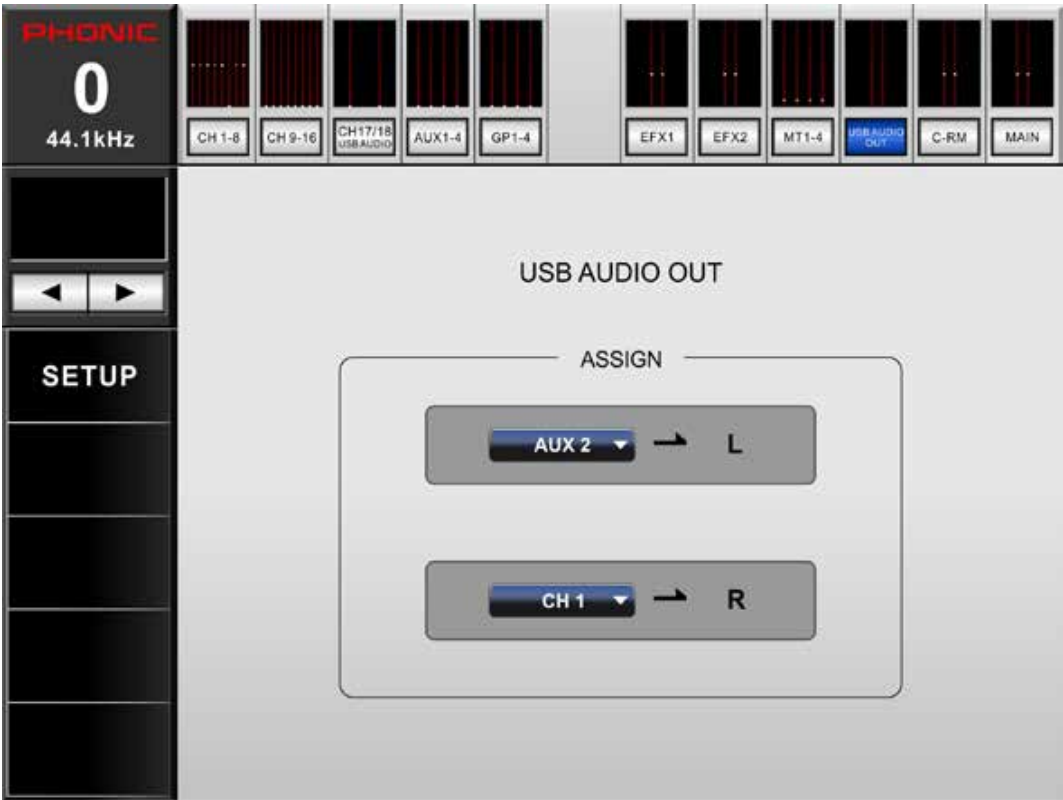 PHONIC
0
44.1kHz
CH 1-8
CH 9-16
CH17/18
USB AUDIO
AUX1-4
GP1-4
EFX1
EFX2
MT1-4
USB AUDIO
OUT
C-RM
MAIN
SETUP
USB AUDIO OUT
ASSIGN
AUX 2
L
CH 1
R